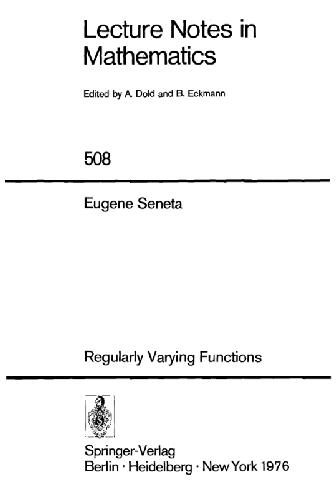 Lecture Notes in
Mathematics
Edited by A. Dold and B. Eckmann
508
Eugene Seneta
Regularly Varying Functions
Springer-Verlag
Berlin · Heidelberg · New York 1976